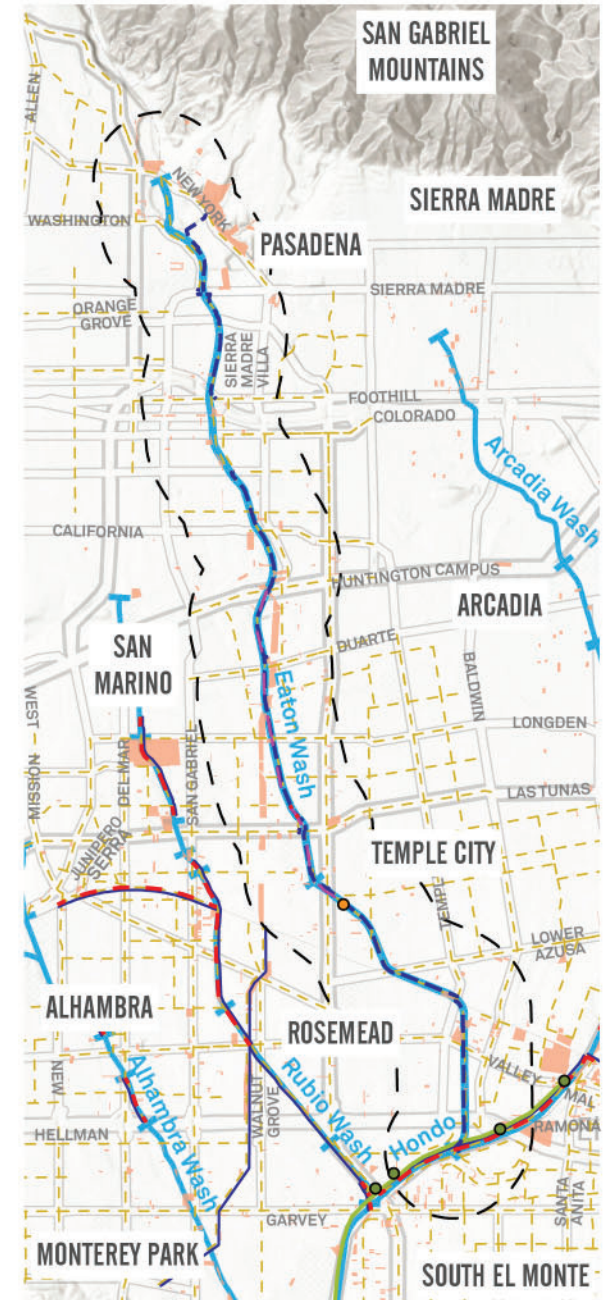 SAN GABRIEL
MOUNTAINS
ALLEN
NEW YORK
SIERRA MADRE
WASHINGTON
PASADENA
SIERRA MADRE
ORANGE
GROVE
SIERRA
MADRE
VILLA
FOOTHILL
COLORADO
Arcadia Wash
CALIFORNIA
HUNTINGTON CAMPUS
ARCADIA
DUARTE
SAN
MARINO
BALDWIN
Eaton Wash
WEST
LONGDEN
DEL MAR
SAN GABRIEL
MISSION
LAS TUNAS
JUNIPERO
SERRA
TEMPLE CITY
TEMPLE
LOWER
AZUSA
ALHAMBRA
ROSEMEAD
VALLEY
MAL
NEW
Alhambra Wash
WALNUT
GROVE
Rubio Wash
Hondo
RAMONA
HELLMAN
SANTA
ANITA
GARVEY
MONTEREY PARK
SOUTH EL MONTE